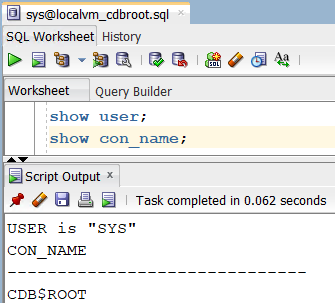 sys@localvm_cdbroot.sql
SQL Worksheet History
Aa
Worksheet Query Builder
show user;
show con_name;
Script Output
Task completed in 0.062 seconds
USER is "SYS"
CON_NAME
------------------------------
CDB$ROOT